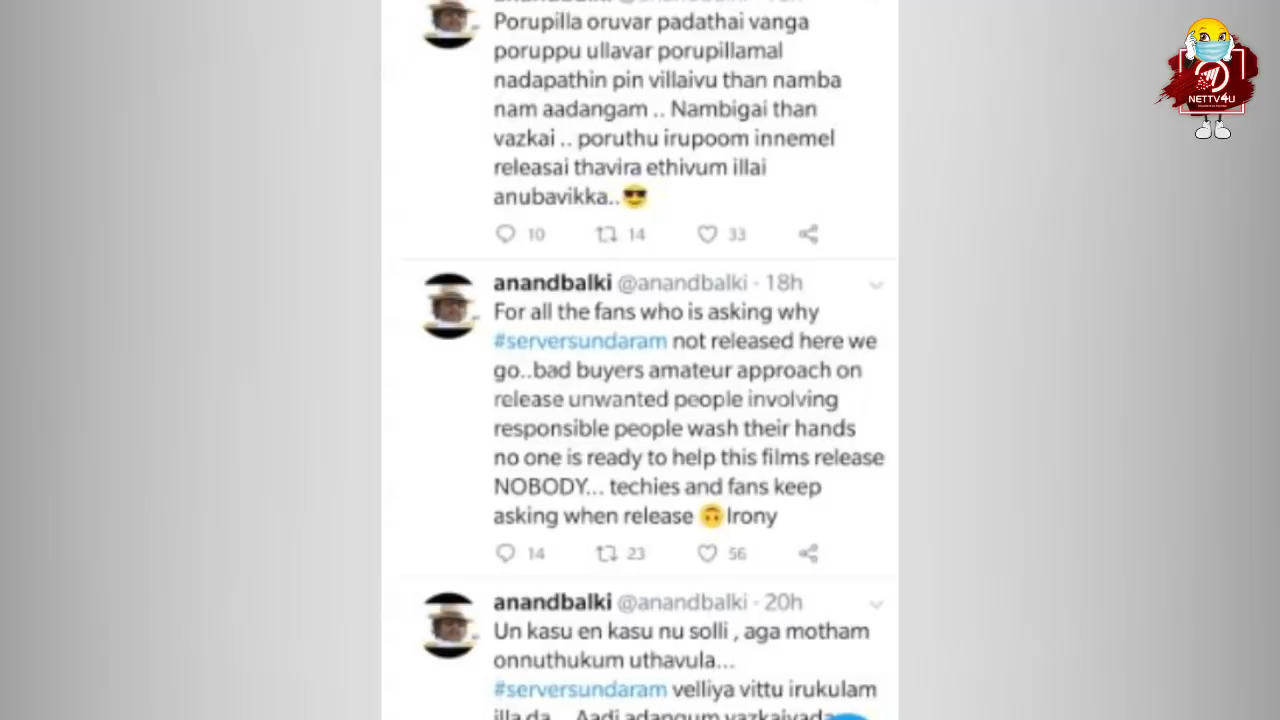 Porupilla oruvar padathai vanga
poruppu ullavar porupillamal
nadapathin pin villaivu than namba
nam aadangam .. Nambigai than
vazkai .. poruthu irupoom innemel
releasai thavira ethivum illai
anubavikka..😎
10 14 33
anandbalki @anandbalki · 18h
For all the fans who is asking why
#serversundaram not released here we
go..bad buyers amateur approach on
release unwanted people involving
responsible people wash their hands
no one is ready to help this films release
NOBODY... techies and fans keep
asking when release 🙃Irony
14 23 56
anandbalki @anandbalki · 20h
Un kasu en kasu nu solli , aga motham
onnuthukum uthavula...
#serversundaram velliya vittu irukulam
illa da... Aadi adangum vazkaiyada
NETTV4U